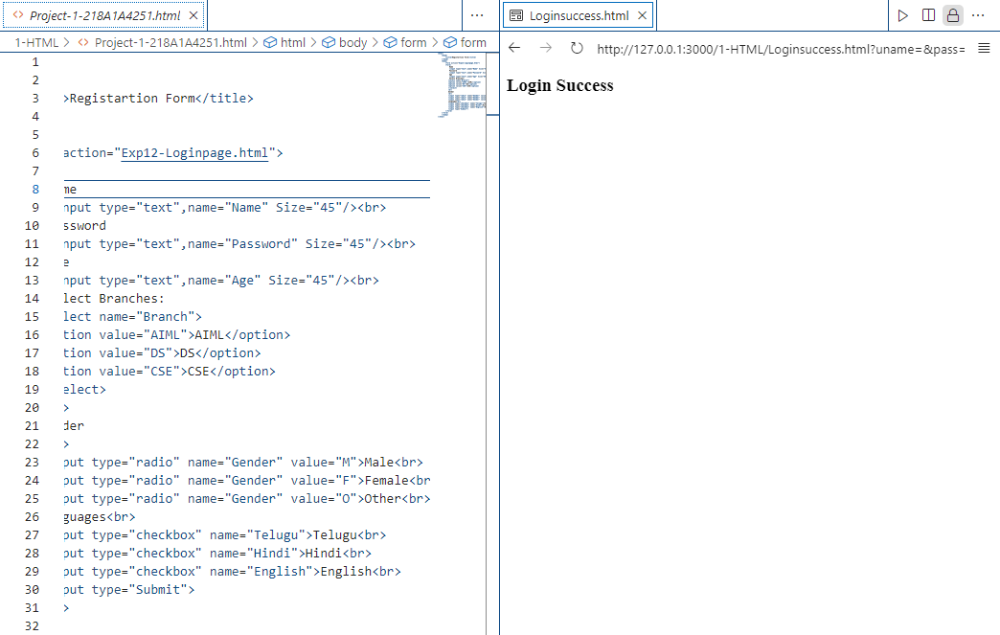 Project-1-218A1A4251.html
1-HTML > Project-1-218A1A4251.html > html > body > form > form
1
2
3 >Registartion Form</title>
4
5
6 action="Exp12-Loginpage.html">
7
8 me
9 nput type="text",name="Name" Size="45"/><br>
10 ssword
11 nput type="text",name="Password" Size="45"/><br>
12 e
13 nput type="text",name="Age" Size="45"/><br>
14 lect Branches:
15 lect name="Branch">
16 tion value="AIML">AIML</option>
17 tion value="DS">DS</option>
18 tion value="CSE">CSE</option>
19 elect>
20 >
21 der
22 >
23 put type="radio" name="Gender" value="M">Male<br>
24 put type="radio" name="Gender" value="F">Female<br
25 put type="radio" name="Gender" value="O">Other<br>
26 guages<br>
27 put type="checkbox" name="Telugu">Telugu<br>
28 put type="checkbox" name="Hindi">Hindi<br>
29 put type="checkbox" name="English">English<br>
30 put type="Submit">
31 >
32
Loginsuccess.html
http://127.0.0.1:3000/1-HTML/Loginsuccess.html?uname=&pass=
Login Success